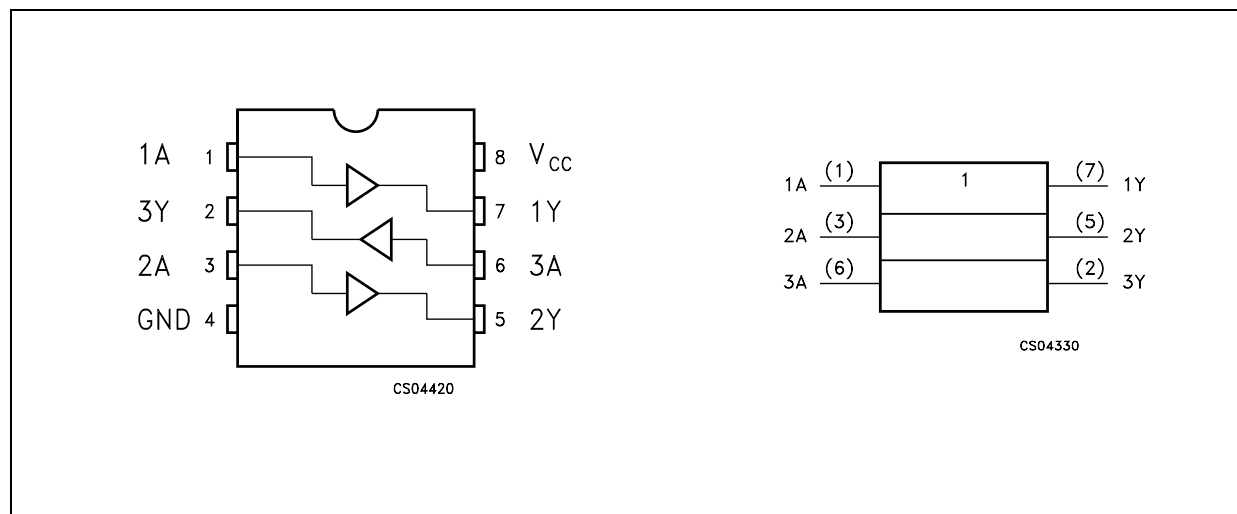 1A 1 8 VCC
3Y 2 7 1Y
2A 3 6 3A
GND 4 5 2Y
CS04420
1A (1) 1 (7) 1Y
2A (3) (5) 2Y
3A (6) (2) 3Y
CS04330